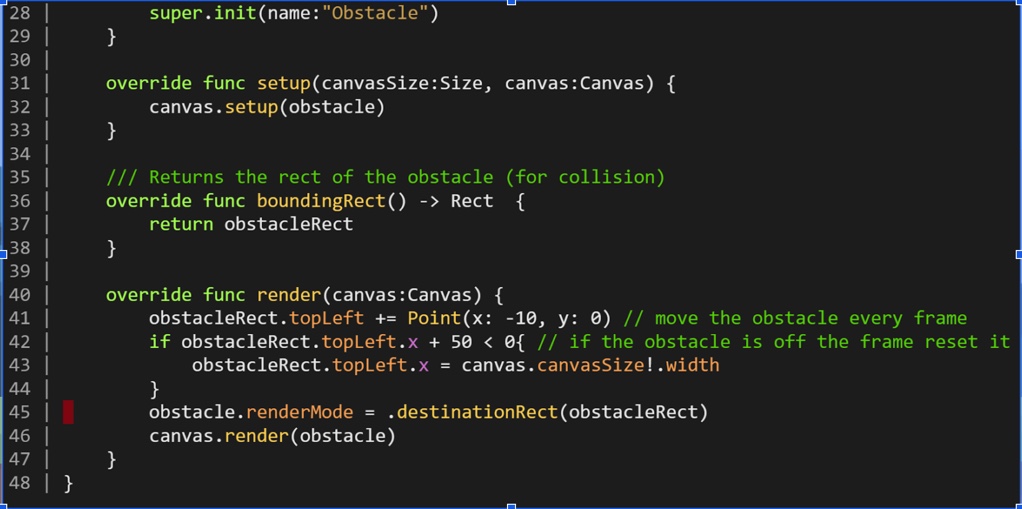 28 |         super.init(name:"Obstacle")
29 |     }
30 |
31 |     override func setup(canvasSize:Size, canvas:Canvas) {
32 |         canvas.setup(obstacle)
33 |     }
34 |
35 |     /// Returns the rect of the obstacle (for collision)
36 |     override func boundingRect() -> Rect  {
37 |         return obstacleRect
38 |     }
39 |
40 |     override func render(canvas:Canvas) {
41 |         obstacleRect.topLeft += Point(x: -10, y: 0) // move the obstacle every frame
42 |         if obstacleRect.topLeft.x + 50 < 0{ // if the obstacle is off the frame reset it
43 |             obstacleRect.topLeft.x = canvas.canvasSize!.width
44 |         }
45 |         obstacle.renderMode = .destinationRect(obstacleRect)
46 |         canvas.render(obstacle)
47 |     }
48 | }